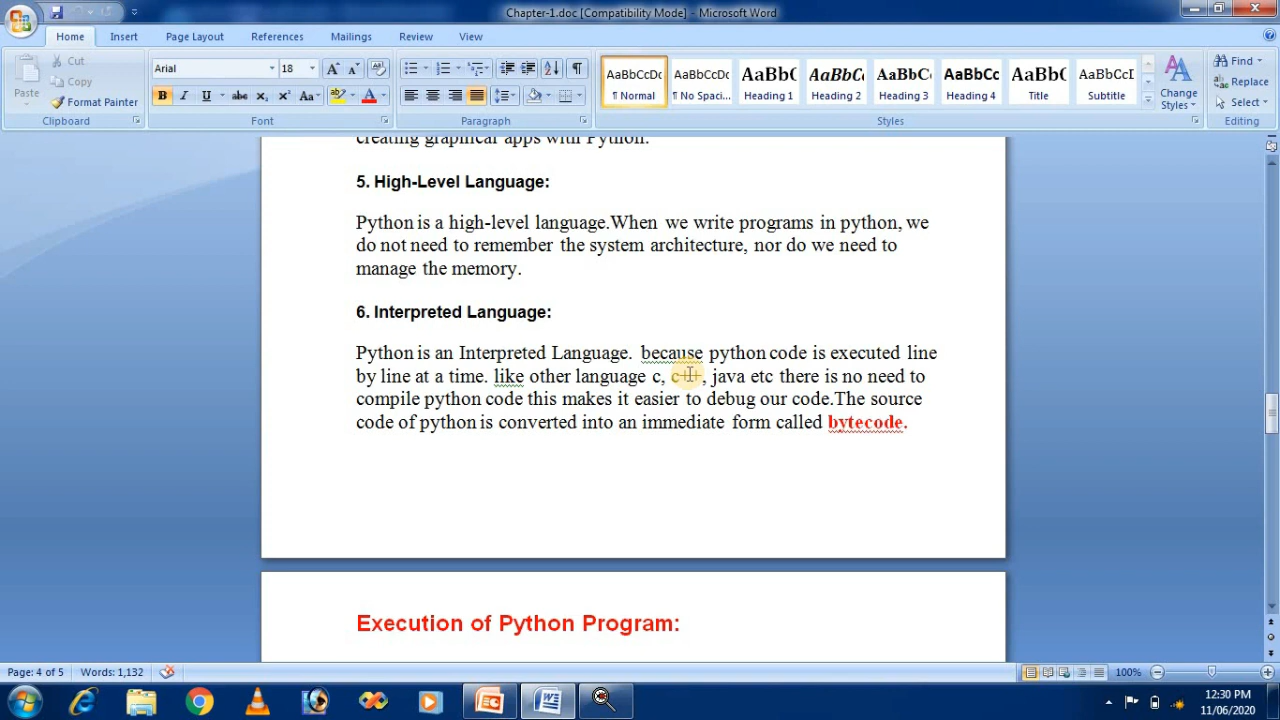 Chapter-1.doc [Compatibility Mode] - Microsoft Word
Home Insert Page Layout References Mailings Review View
Paste
Cut
Copy
Format Painter
Clipboard
Arial 18
B I U abc X₂ X² Aa
Font
Paragraph
AaBbCcDc AaBbCcDc AaBbC AaBbC AaBbCc AaBbCc AaBbC AaBbCcI
¶ Normal ¶ No Spaci... Heading 1 Heading 2 Heading 3 Heading 4 Title Subtitle
Styles
Change Styles
Find
Replace
Select
Editing
creating graphical apps with Python.
5. High-Level Language:
Python is a high-level language.When we write programs in python, we
do not need to remember the system architecture, nor do we need to
manage the memory.
6. Interpreted Language:
Python is an Interpreted Language. because python code is executed line
by line at a time. like other language c, c++, java etc there is no need to
compile python code this makes it easier to debug our code.The source
code of python is converted into an immediate form called bytecode.
Execution of Python Program:
Page: 4 of 5 Words: 1,132 100%
12:30 PM
11/06/2020